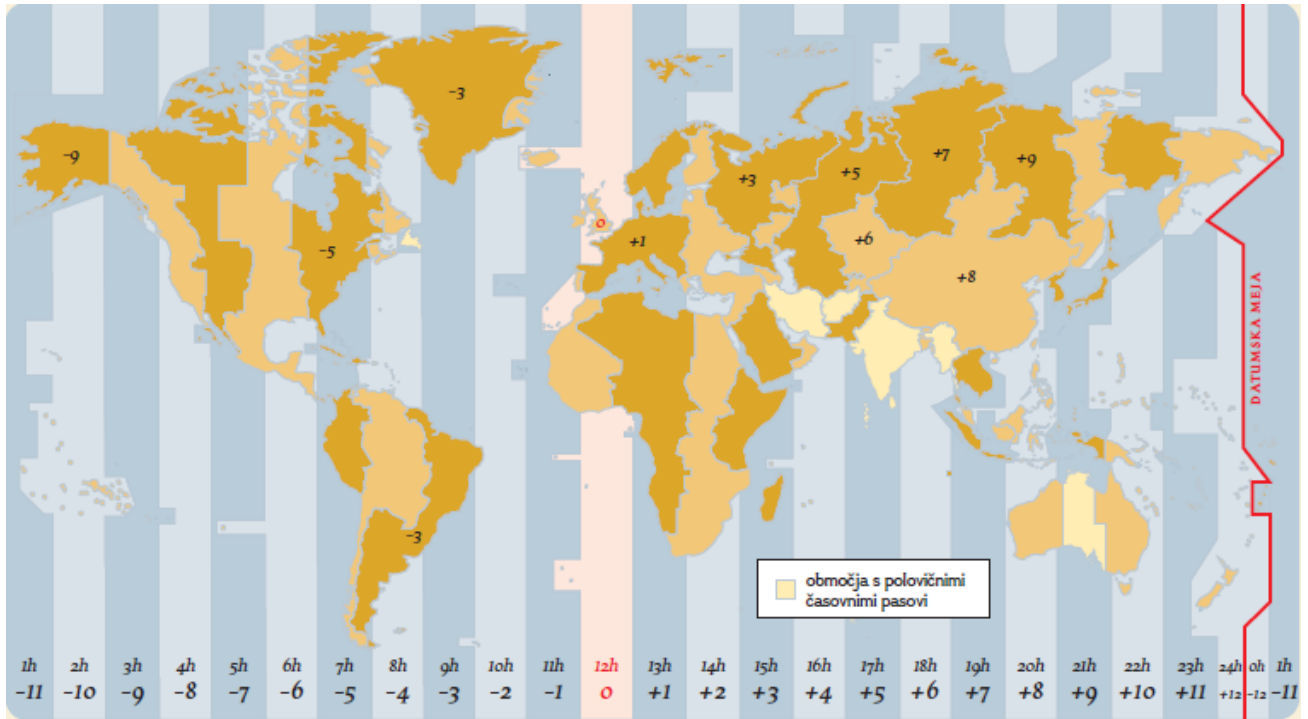 -3
-9
+7
+9
+3
+5
0
+1
-5
+6
+8
DATUMSKA MEJA
-3
območja s polovičnimi
časovnimi pasovi
1h 2h 3h 4h 5h 6h 7h 8h 9h 10h 11h 12h 13h 14h 15h 16h 17h 18h 19h 20h 21h 22h 23h 24h 0h 1h
-11 -10 -9 -8 -7 -6 -5 -4 -3 -2 -1 0 +1 +2 +3 +4 +5 +6 +7 +8 +9 +10 +11 +12 -12 -11